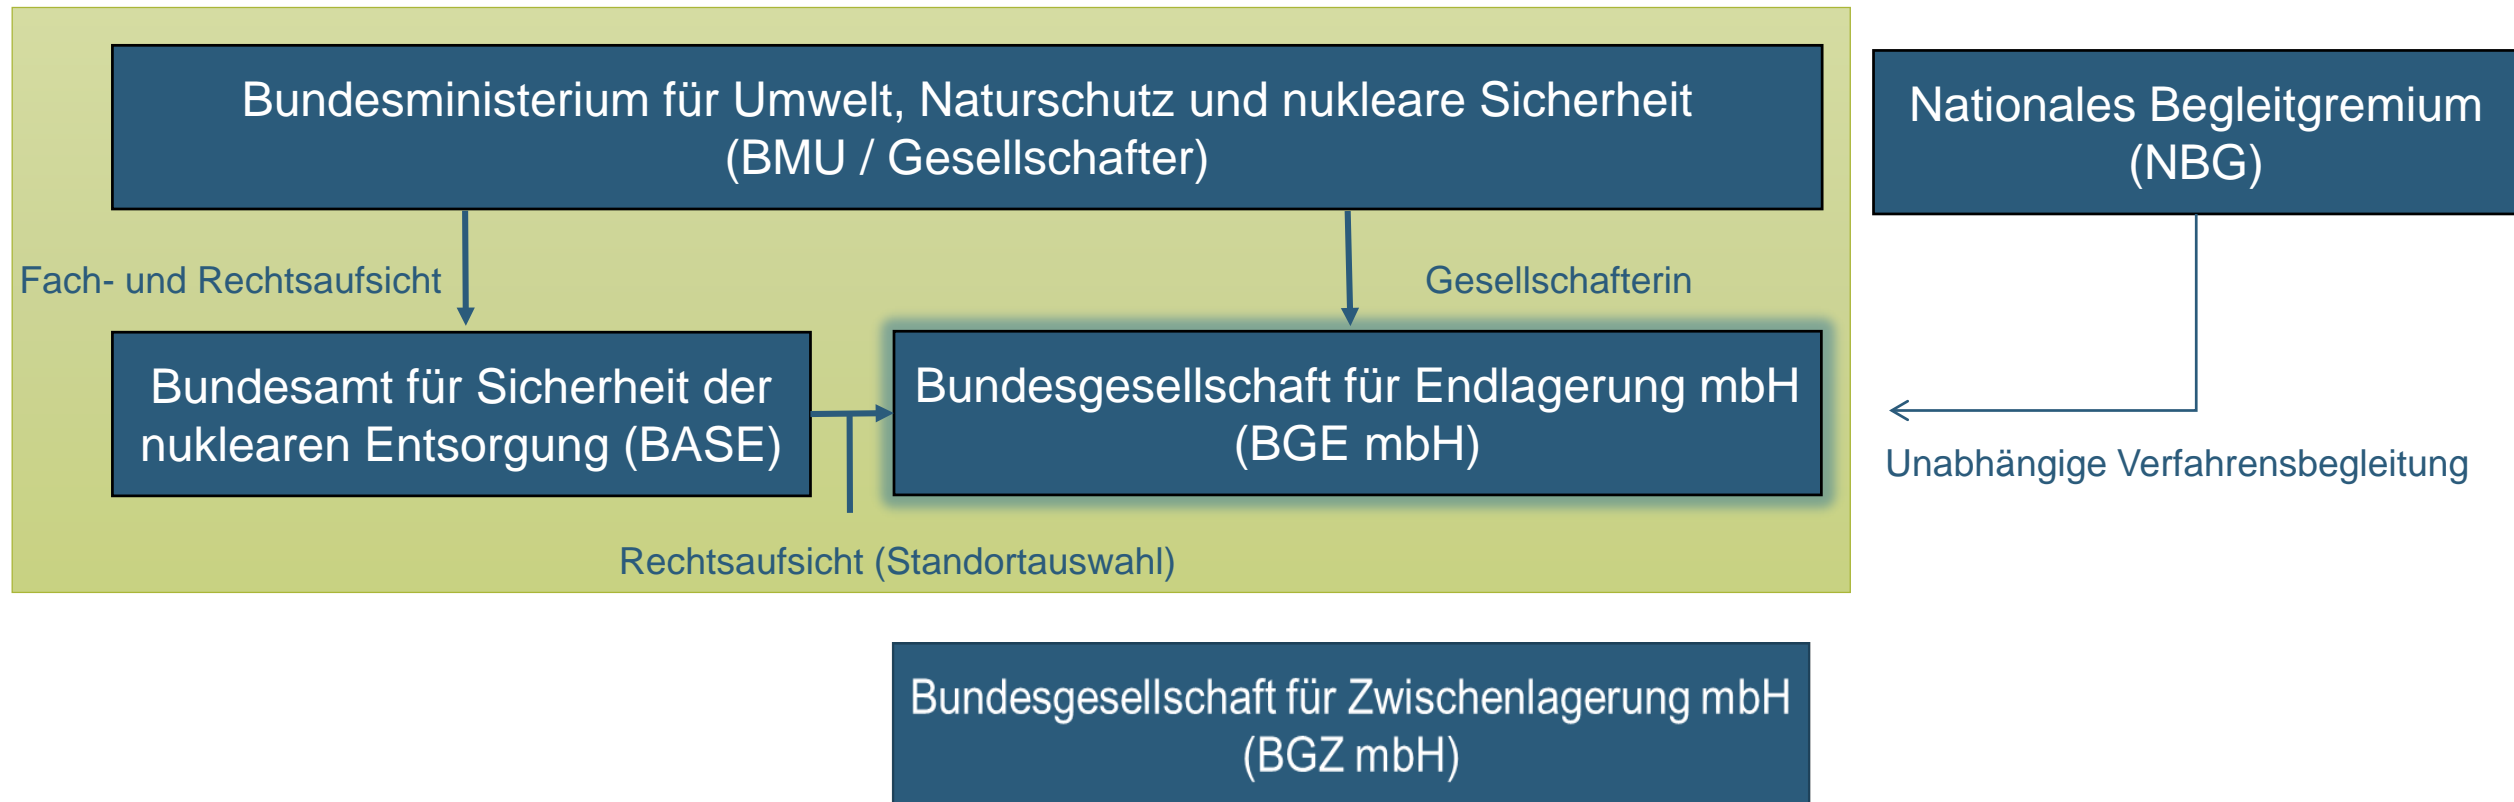 Bundesministerium für Umwelt, Naturschutz und nukleare Sicherheit
(BMU / Gesellschafter)
Nationales Begleitgremium
(NBG)
Fach- und Rechtsaufsicht
Gesellschafterin
Bundesamt für Sicherheit der
nuklearen Entsorgung (BASE)
Bundesgesellschaft für Endlagerung mbH
(BGE mbH)
Unabhängige Verfahrensbegleitung
Rechtsaufsicht (Standortauswahl)
Bundesgesellschaft für Zwischenlagerung mbH
(BGZ mbH)